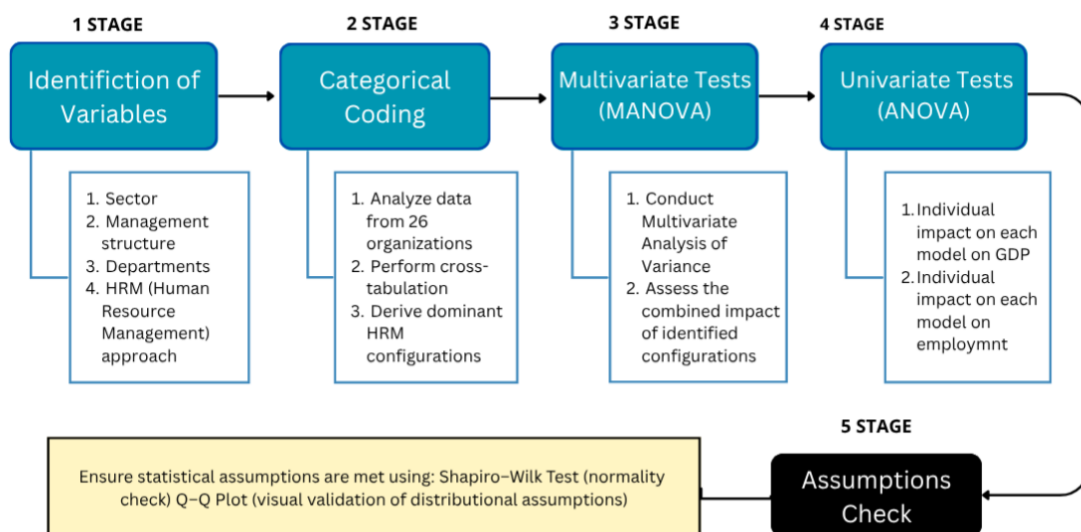 1 STAGE
2 STAGE
3 STAGE
4 STAGE
Identifiction of
Variables
Categorical
Coding
Multivariate Tests
(MANOVA)
Univariate Tests
(ANOVA)
1. Sector
2. Management
structure
3. Departments
4. HRM (Human
Resource
Management)
approach
1. Analyze data
from 26
organizations
2. Perform cross-
tabulation
3. Derive dominant
HRM
configurations
1. Conduct
Multivariate
Analysis of
Variance
2. Assess the
combined impact
of identified
configurations
1. Individual
impact on each
model on GDP
2. Individual
impact on each
model on
employmnt
5 STAGE
Assumptions
Check
Ensure statistical assumptions are met using: Shapiro–Wilk Test (normality
check) Q–Q Plot (visual validation of distributional assumptions)